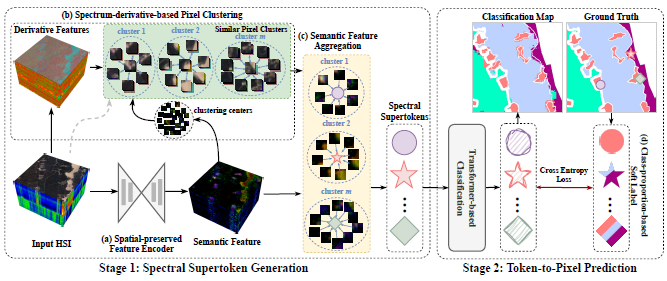 (b) Spectrum-derivative-based Pixel Clustering
Derivative Features
cluster 1
cluster 2
Similar Pixel Clusters
cluster m
(c) Semantic Feature
Aggregation
cluster 1
cluster 2
cluster m
clustering centers
Input HSI
(a) Spatial-preserved
Feature Encoder
Semantic Feature
Spectral
Supertokens
Stage 1: Spectral Supertoken Generation
Classification Map
Ground Truth
Transformer-based
Classification
Cross Entropy
Loss
(d) Class-proportion-based
Soft Label
Stage 2: Token-to-Pixel Prediction